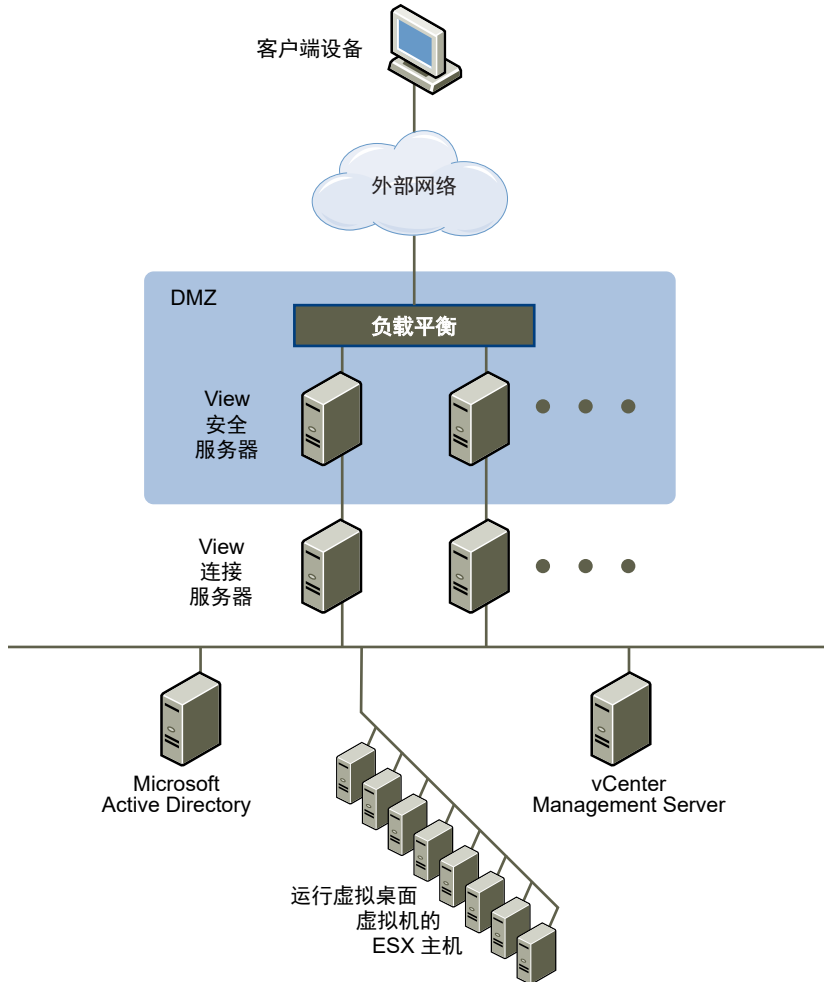 客户端设备
外部网络
DMZ
负载平衡
View
安全
服务器
View
连接
服务器
Microsoft
Active Directory
vCenter
Management Server
运行虚拟桌面
虚拟机的
ESX 主机